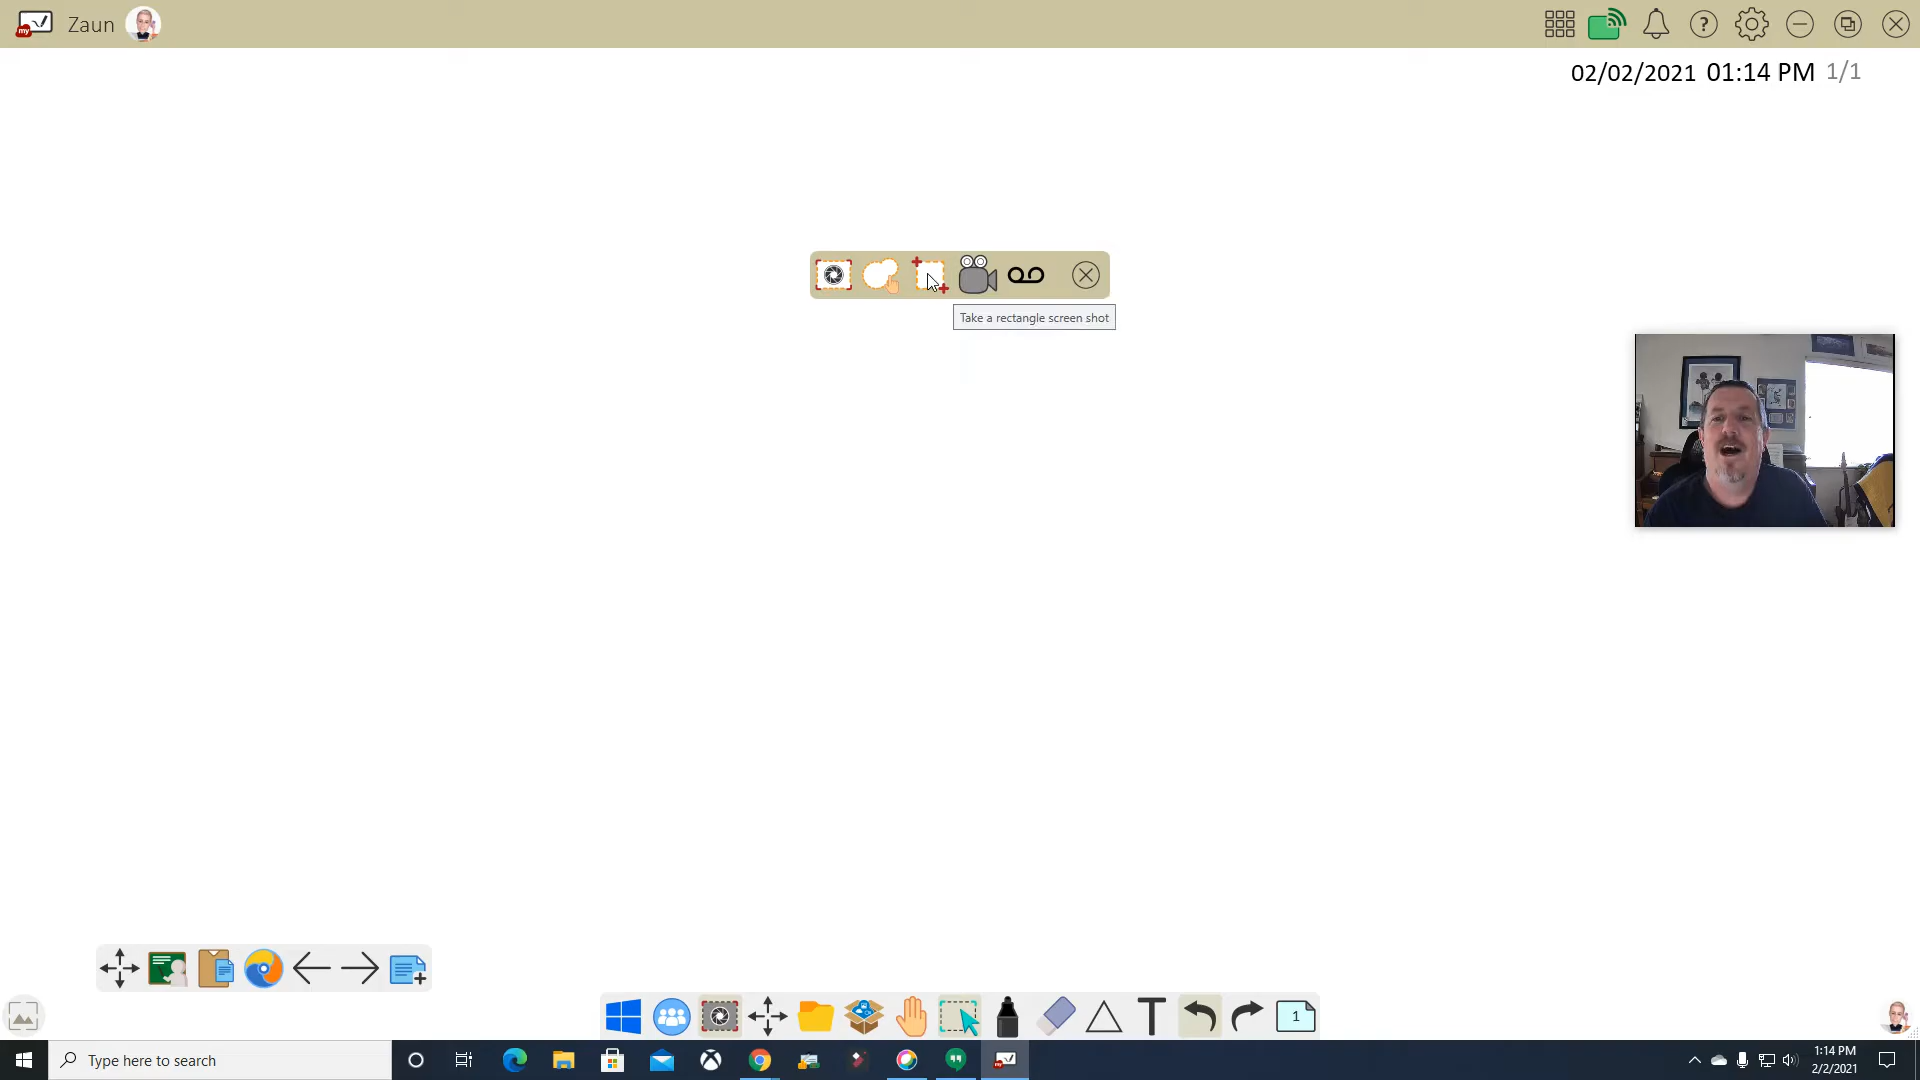 my Zaun
02/02/2021 01:14 PM 1/1
Take a rectangle screen shot
1
Type here to search
1:14 PM
2/2/2021